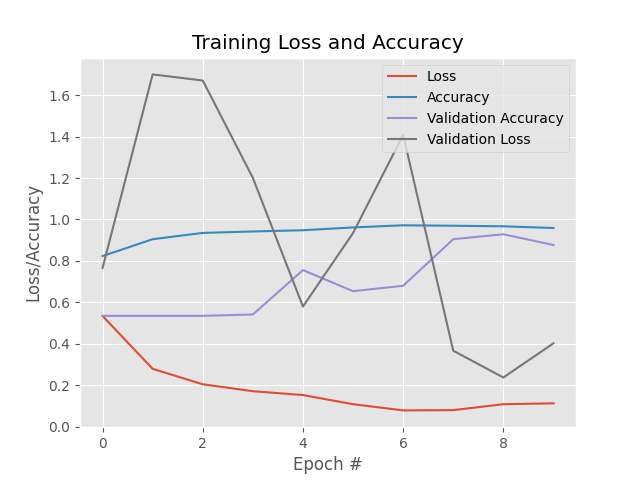 Training Loss and Accuracy
Loss
Accuracy
Validation Accuracy
Validation Loss
Loss/Accuracy
1.6
1.4
1.2
1.0
0.8
0.6
0.4
0.2
0.0
0 2 4 6 8
Epoch #